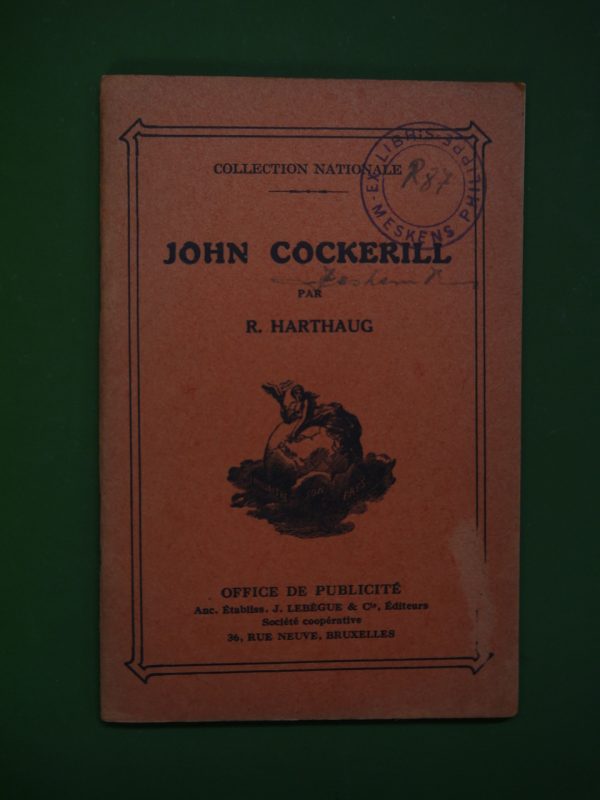 COLLECTION NATIONALE
EX-LIBRIS-
MESKENS PHILIPPE
R87
JOHN COCKERILL
PAR
R. HARTHAUG
OFFICE DE PUBLICITÉ
Anc. Établiss. J. LEBÈGUE & Cie, Éditeurs
Société coopérative
36, RUE NEUVE, BRUXELLES